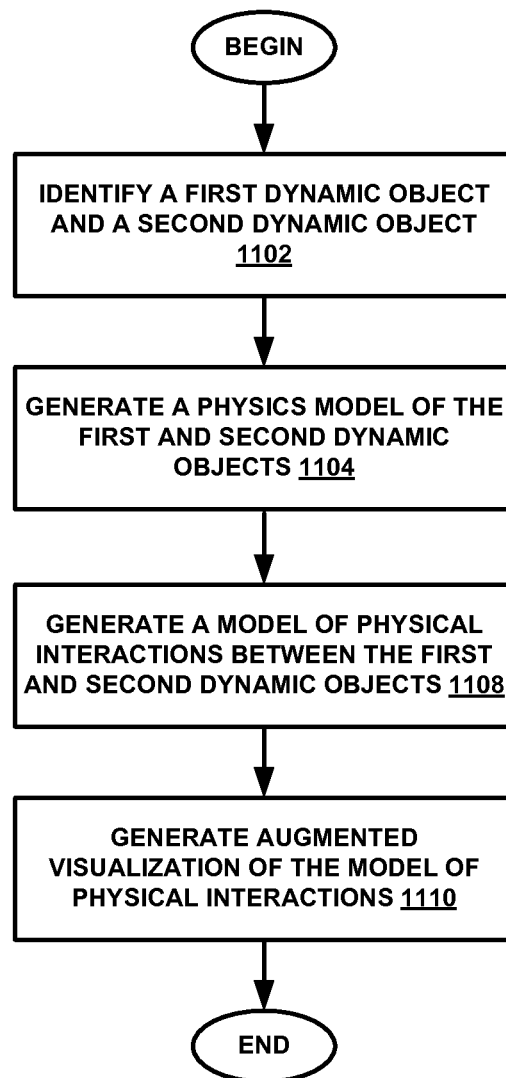 BEGIN
IDENTIFY A FIRST DYNAMIC OBJECT
AND A SECOND DYNAMIC OBJECT
1102
GENERATE A PHYSICS MODEL OF THE
FIRST AND SECOND DYNAMIC
OBJECTS 1104
GENERATE A MODEL OF PHYSICAL
INTERACTIONS BETWEEN THE FIRST
AND SECOND DYNAMIC OBJECTS 1108
GENERATE AUGMENTED
VISUALIZATION OF THE MODEL OF
PHYSICAL INTERACTIONS 1110
END